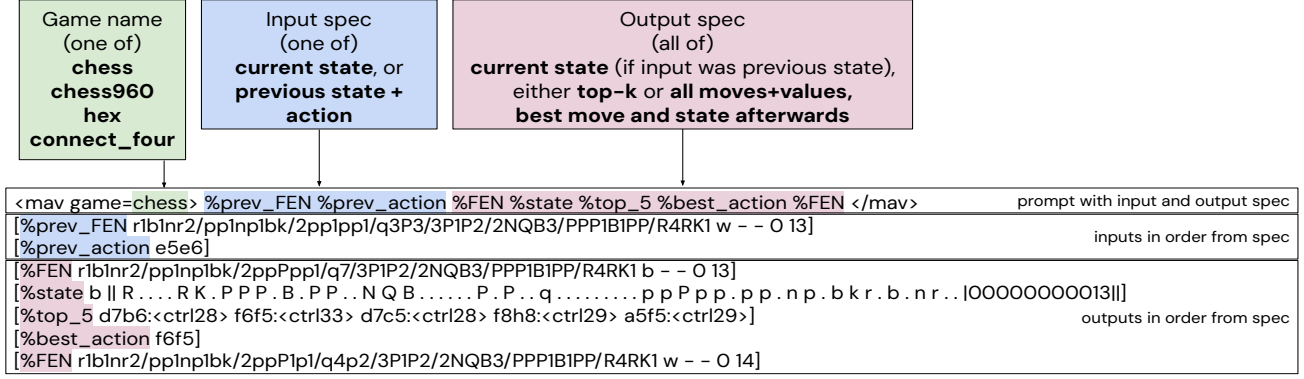 Game name
(one of)
chess
chess960
hex
connect_four
Input spec
(one of)
current state, or
previous state +
action
Output spec
(all of)
current state (if input was previous state),
either top-k or all moves+values,
best move and state afterwards
<mav game=chess> %prev_FEN %prev_action %FEN %state %top_5 %best_action %FEN </mav>
prompt with input and output spec
[%prev_FEN r1b1nr2/pp1np1bk/2pp1pp1/q3P3/3P1P2/2NQB3/PPP1B1PP/R4RK1 w - - 0 13]
[%prev_action e5e6]
inputs in order from spec
[%FEN r1b1nr2/pp1np1bk/2ppPpp1/q7/3P1P2/2NQB3/PPP1B1PP/R4RK1 b - - 0 13]
[%state b || R . . . . R K . P P P . B . P P . . N Q B . . . . . . P . P . . q . . . . . . . . . p p P p p . p p . n p . b k r . b . n r . . |00000000013||]
[%top_5 d7b6:<ctrl28> f6f5:<ctrl33> d7c5:<ctrl28> f8h8:<ctrl29> a5f5:<ctrl29>]
[%best_action f6f5]
[%FEN r1b1nr2/pp1np1bk/2ppP1p1/q4p2/3P1P2/2NQB3/PPP1B1PP/R4RK1 w - - 0 14]
outputs in order from spec